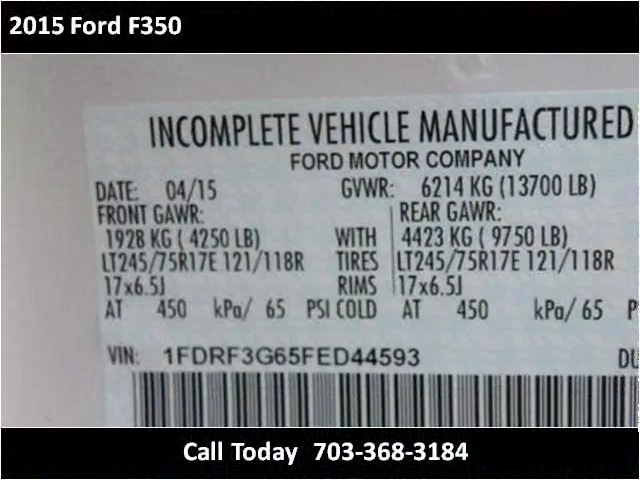 2015 Ford F350
INCOMPLETE VEHICLE MANUFACTURED
FORD MOTOR COMPANY
DATE: 04/15 GVWR: 6214 KG (13700 LB)
FRONT GAWR: REAR GAWR:
1928 KG ( 4250 LB) WITH 4423 KG ( 9750 LB)
LT245/75R17E 121/118R TIRES LT245/75R17E 121/118R
17x6.5J RIMS 17x6.5J
AT 450 kPa/ 65 PSI COLD AT 450 kPa/ 65 P
VIN: 1FDRF3G65FED44593 DU
Call Today 703-368-3184